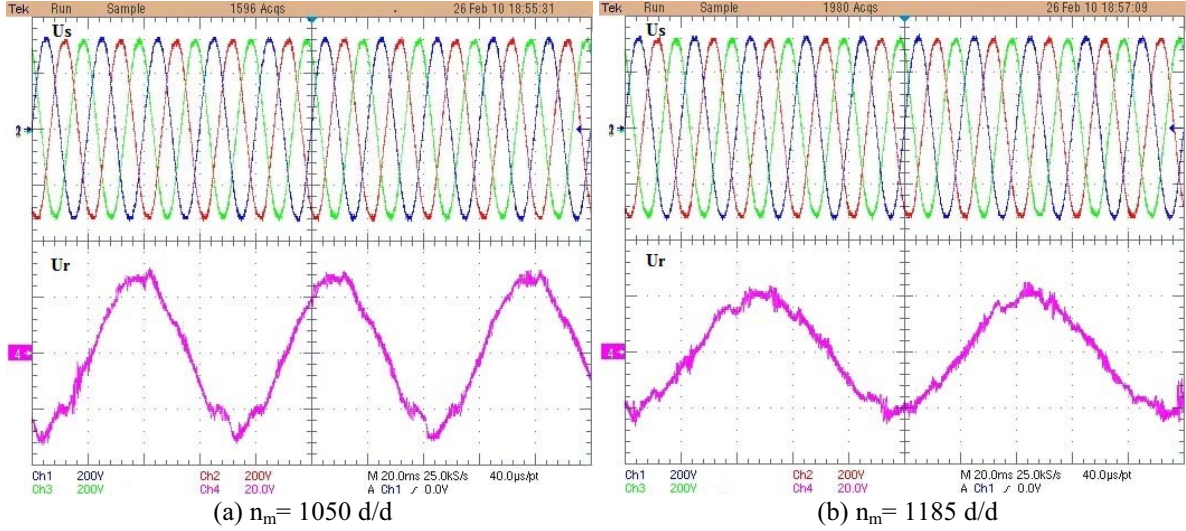 Tek Run Sample 1596 Acqs 26 Feb 10 18:55:31
Us
Ur
4
Ch1 200V Ch2 200V M 20.0ms 25.0kS/s 40.0µs/pt
Ch3 200V Ch4 20.0V A Ch1 ∫ 0.0V
(a) nm= 1050 d/d
Tek Run Sample 1980 Acqs 26 Feb 10 18:57:09
Us
2
Ur
4
Ch1 200V Ch2 200V M 20.0ms 25.0kS/s 40.0µs/pt
Ch3 200V Ch4 20.0V A Ch1 ∫ 0.0V
(b) nm= 1185 d/d